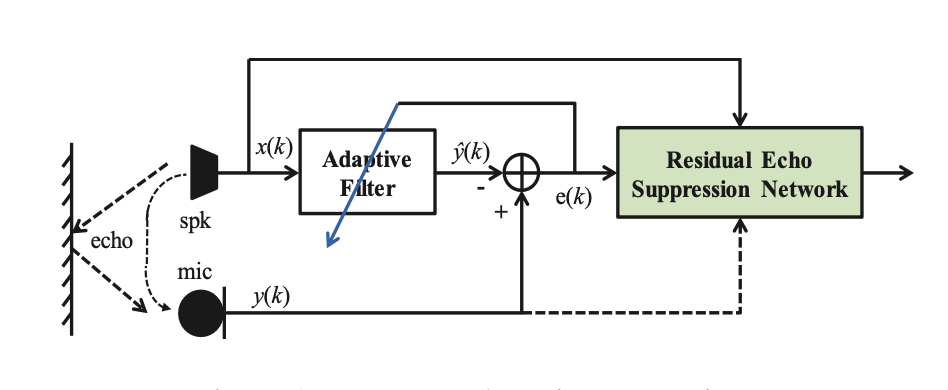 x(k)
Adaptive
Filter
ŷ(k)
-
+
e(k)
Residual Echo
Suppression Network
spk
echo
mic
y(k)